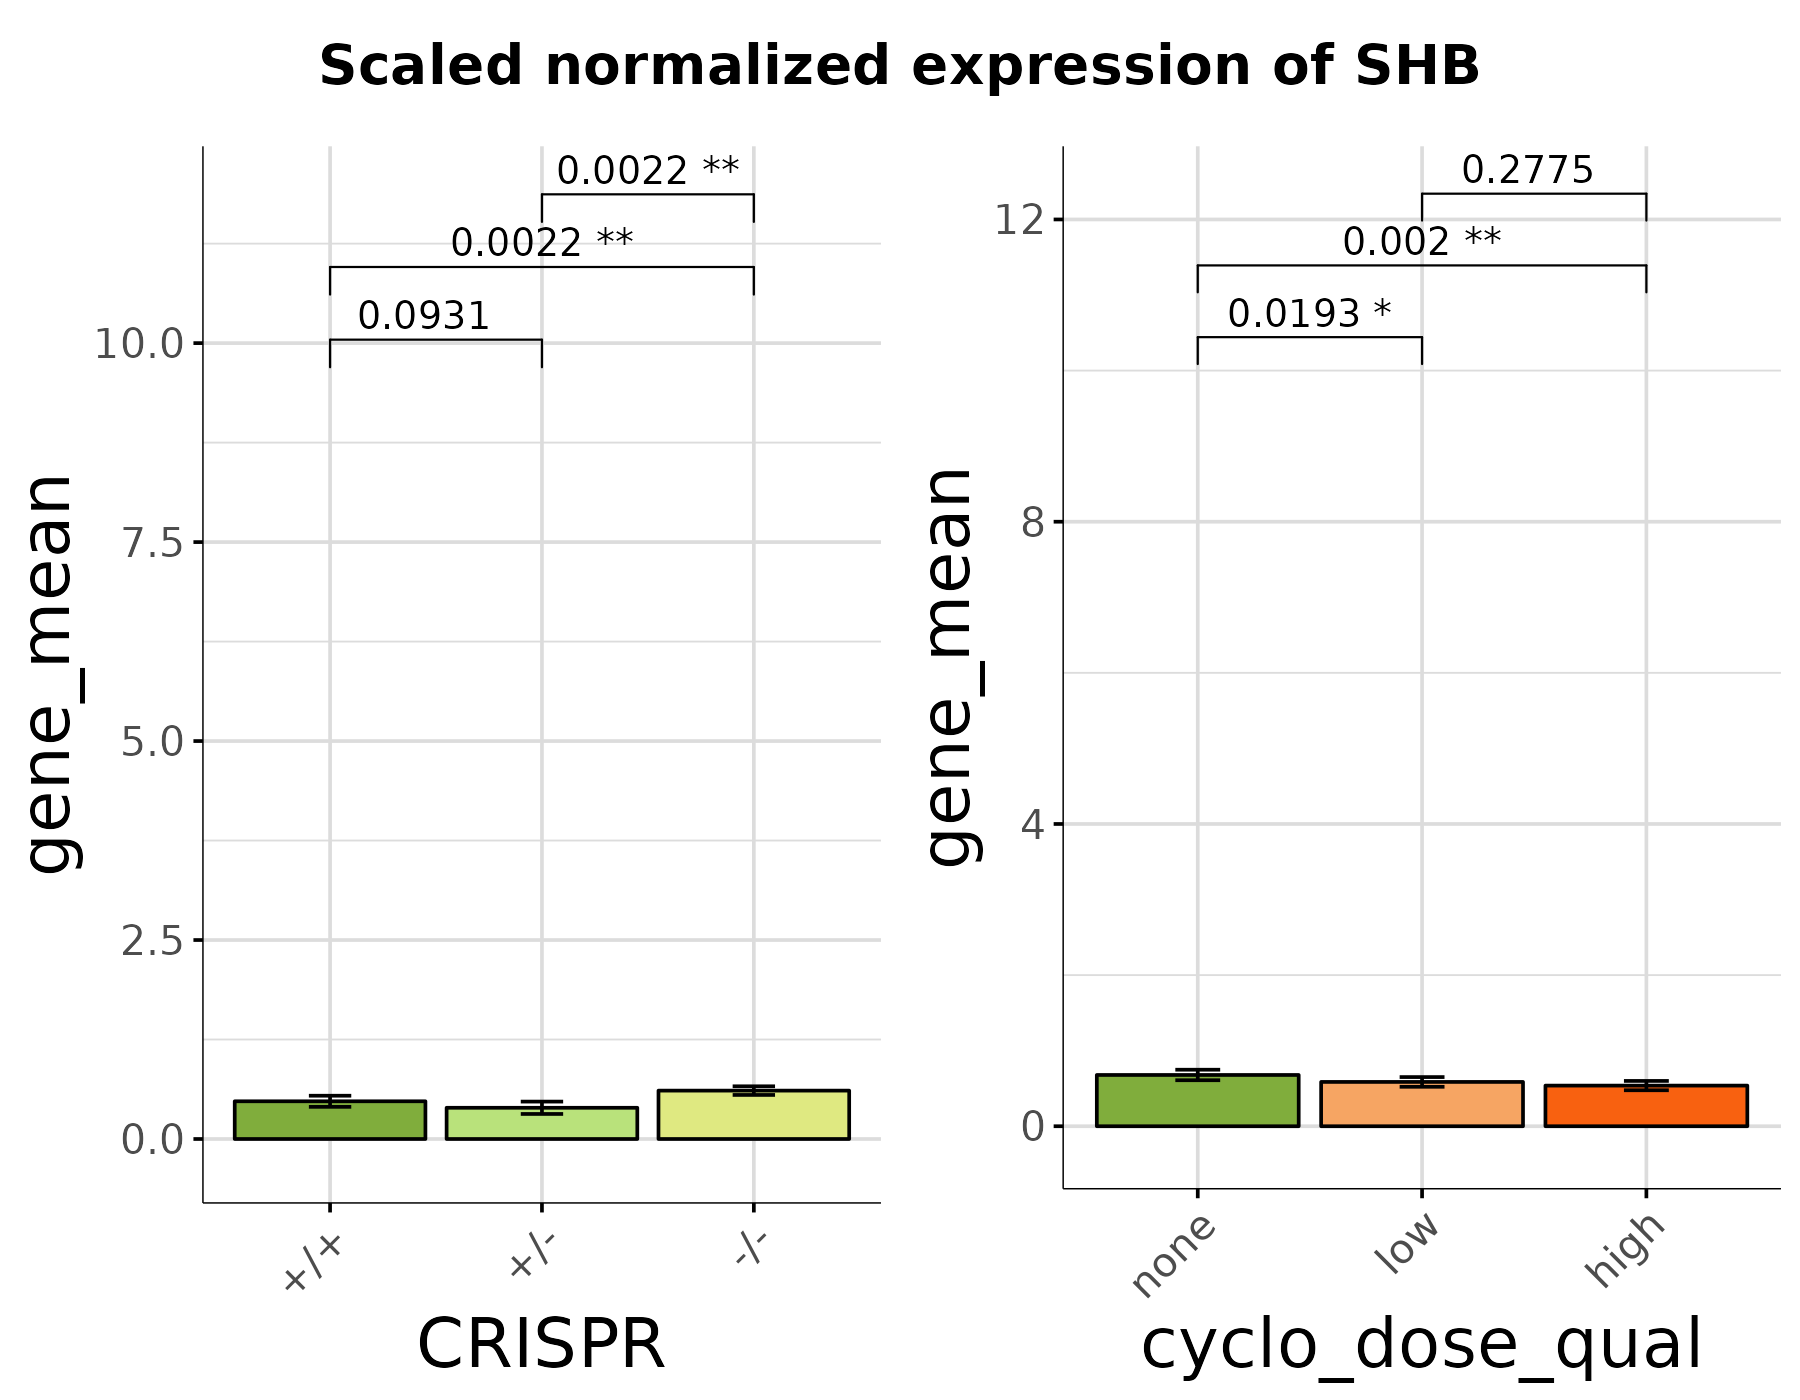 Scaled normalized expression of SHB
gene_mean
10.0
7.5
5.0
2.5
0.0
0.0022 **
0.0022 **
0.0931
+/+
+/-
-/-
CRISPR
gene_mean
12
8
4
0
0.2775
0.002 **
0.0193 *
none
low
high
cyclo_dose_qual